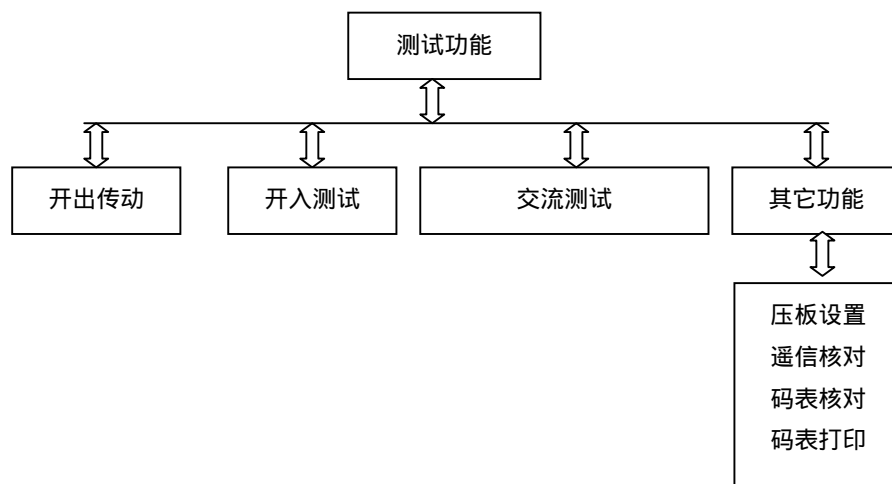 测试功能
开出传动
开入测试
交流测试
其它功能
压板设置
遥信核对
码表核对
码表打印